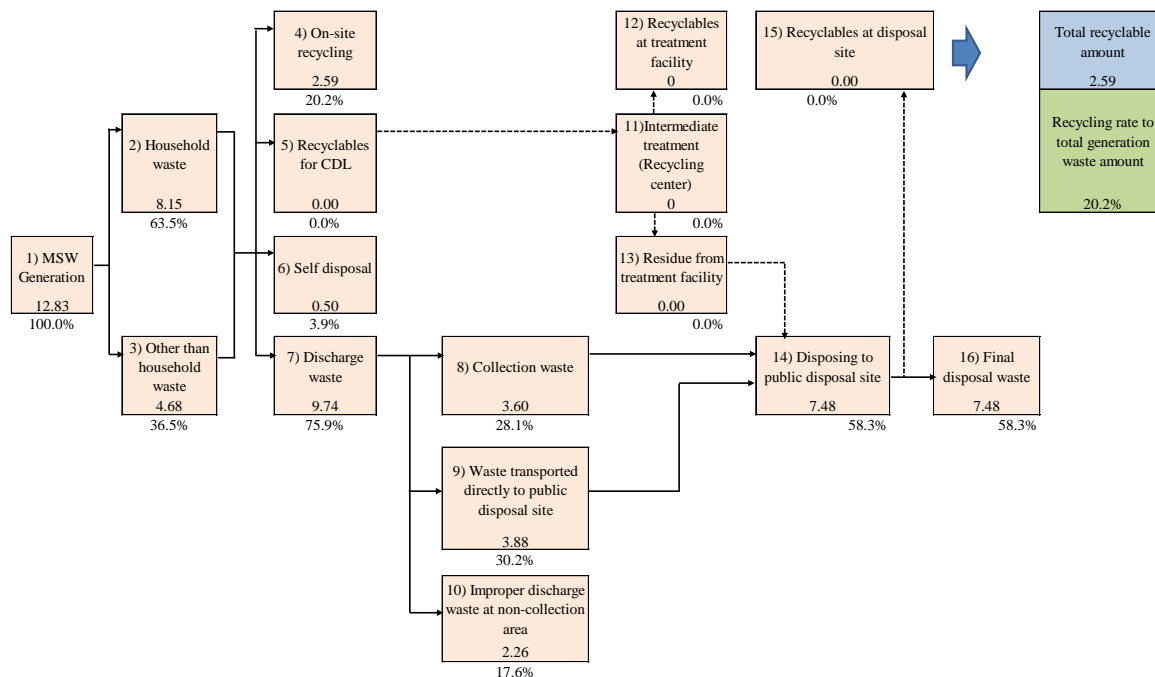 1) MSW
Generation
12.83
100.0%
2) Household
waste
8.15
63.5%
3) Other than
household
waste
4.68
36.5%
4) On-site
recycling
2.59
20.2%
5) Recyclables
for CDL
0.00
0.0%
6) Self disposal
0.50
3.9%
7) Discharge
waste
9.74
75.9%
8) Collection waste
3.60
28.1%
9) Waste transported
directly to public
disposal site
3.88
30.2%
10) Improper discharge
waste at non-collection
area
2.26
17.6%
12) Recyclables
at treatment
facility
0
0.0%
11)Intermediate
treatment
(Recycling
center)
0
0.0%
13) Residue from
treatment facility
0.00
0.0%
15) Recyclables at disposal
site
0.00
0.0%
14) Disposing to
public disposal site
7.48
58.3%
16) Final
disposal waste
7.48
58.3%
Total recyclable
amount
2.59
Recycling rate to
total generation
waste amount
20.2%